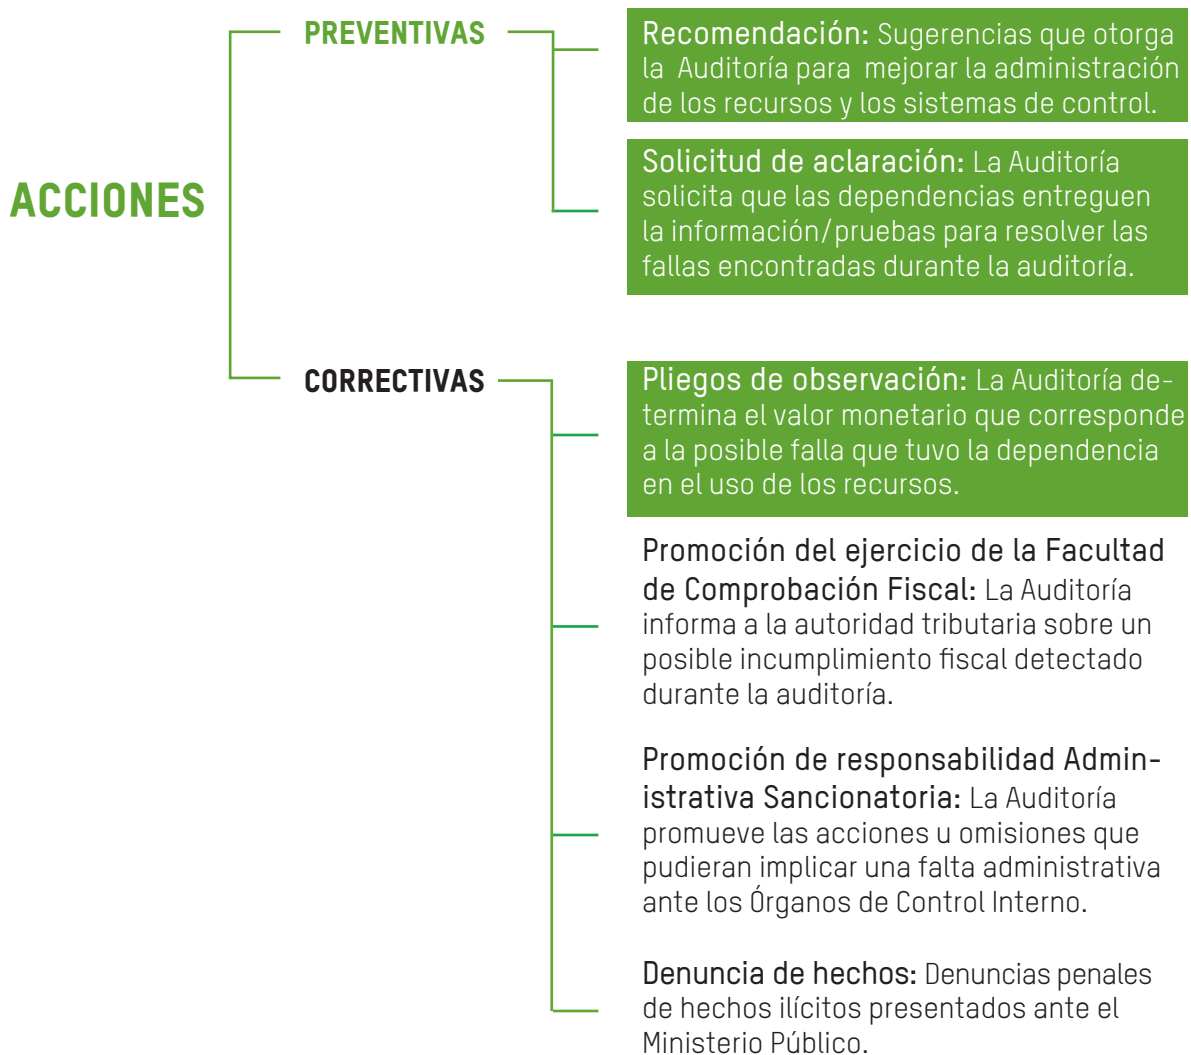 ACCIONES
PREVENTIVAS
Recomendación: Sugerencias que otorga
la Auditoría para mejorar la administración
de los recursos y los sistemas de control.
Solicitud de aclaración: La Auditoría
solicita que las dependencias entreguen
la información/pruebas para resolver las
fallas encontradas durante la auditoría.
CORRECTIVAS
Pliegos de observación: La Auditoría de-
termina el valor monetario que corresponde
a la posible falla que tuvo la dependencia
en el uso de los recursos.
Promoción del ejercicio de la Facultad
de Comprobación Fiscal: La Auditoría
informa a la autoridad tributaria sobre un
posible incumplimiento fiscal detectado
durante la auditoría.
Promoción de responsabilidad Admin-
istrativa Sancionatoria: La Auditoría
promueve las acciones u omisiones que
pudieran implicar una falta administrativa
ante los Órganos de Control Interno.
Denuncia de hechos: Denuncias penales
de hechos ilícitos presentados ante el
Ministerio Público.